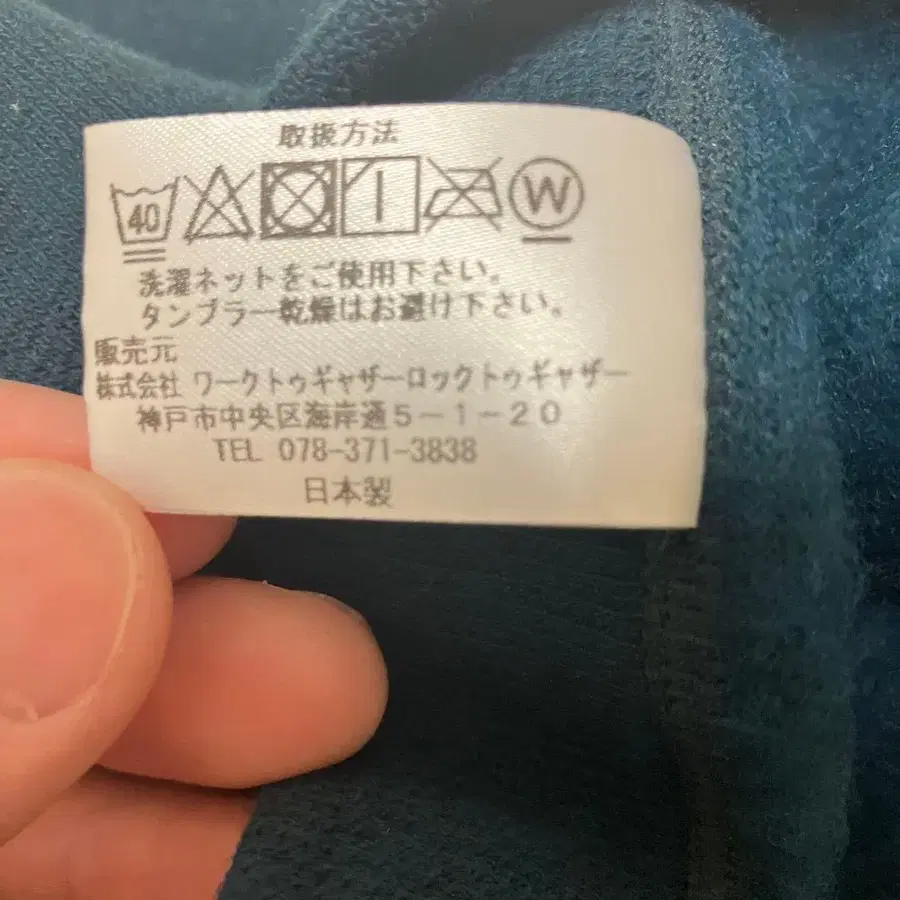 取扱方法
40 W
洗濯ネットをご使用下さい。
タンブラー乾燥はお避け下さい。
販売元
株式会社 ワークトゥギャザーロックトゥギャザー
神戸市中央区海岸通5-1-20
TEL 078-371-3838
日本製